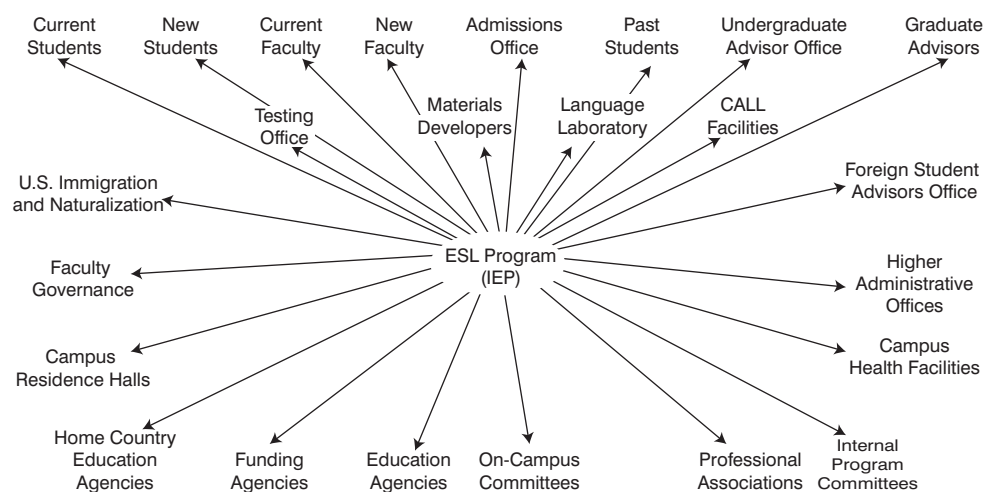 Current
Students
New
Students
Current
Faculty
New
Faculty
Admissions
Office
Past
Students
Undergraduate
Advisor Office
Graduate
Advisors
Testing
Office
Materials
Developers
Language
Laboratory
CALL
Facilities
U.S. Immigration
and Naturalization
Foreign Student
Advisors Office
ESL Program
(IEP)
Faculty
Governance
Higher
Administrative
Offices
Campus
Residence Halls
Campus
Health Facilities
Home Country
Education
Agencies
Funding
Agencies
Education
Agencies
On-Campus
Committees
Professional
Associations
Internal
Program
Committees